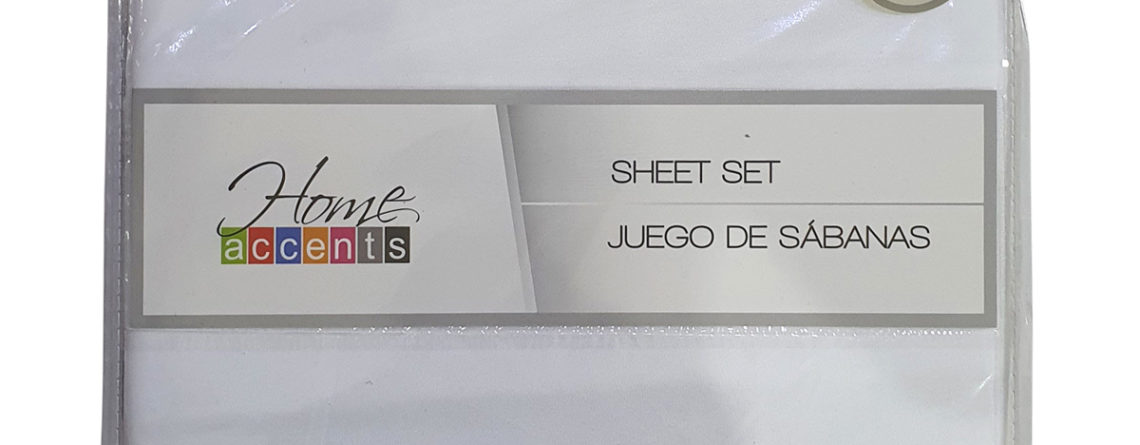 Home
accents
SHEET SET
JUEGO DE SÁBANAS